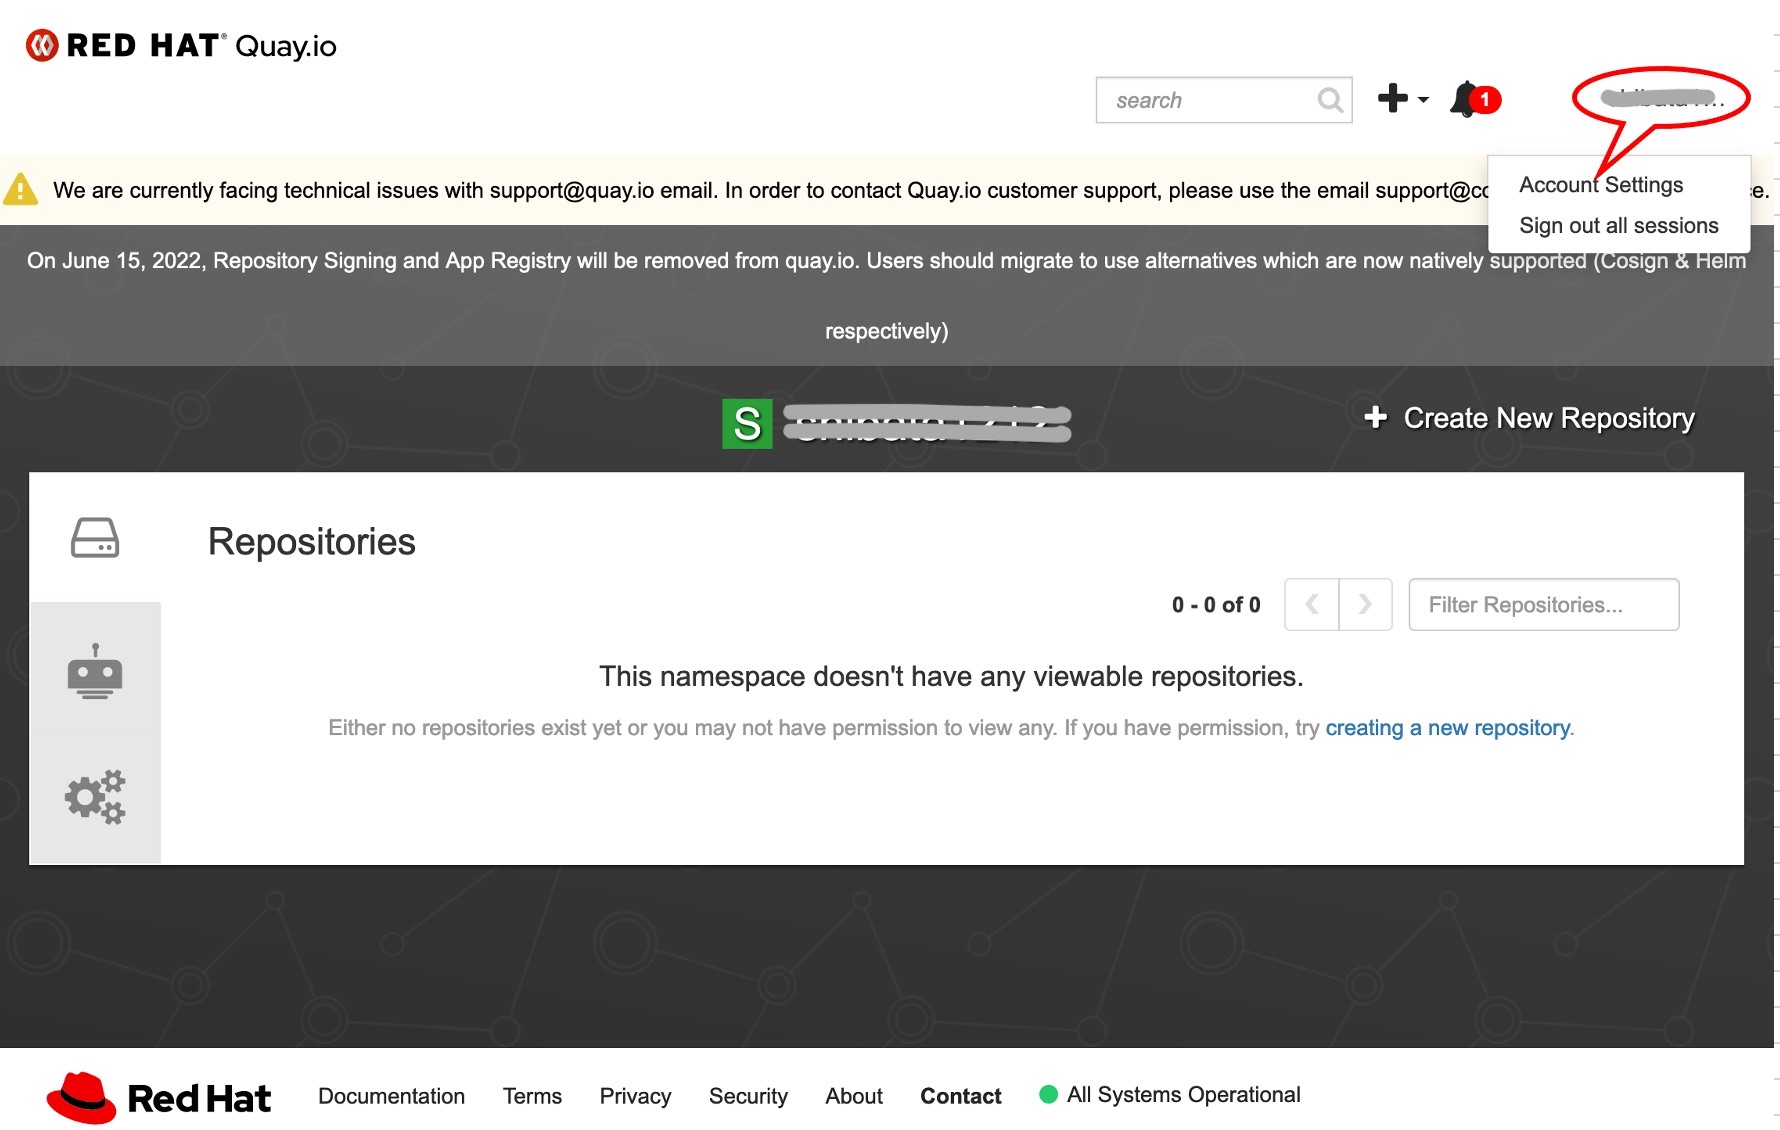 RED HAT® Quay.io
search
1
Account Settings
Sign out all sessions
We are currently facing technical issues with support@quay.io email. In order to contact Quay.io customer support, please use the email support@co e.
On June 15, 2022, Repository Signing and App Registry will be removed from quay.io. Users should migrate to use alternatives which are now natively supported (Cosign & Helm
respectively)
S
Create New Repository
Repositories
0 - 0 of 0
Filter Repositories...
This namespace doesn't have any viewable repositories.
Either no repositories exist yet or you may not have permission to view any. If you have permission, try creating a new repository.
Red Hat
Documentation
Terms
Privacy
Security
About
Contact
All Systems Operational